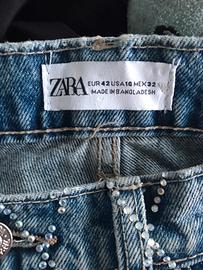 ZARA
EUR 42 USA 10 MEX 32
MADE IN BANGLADESH